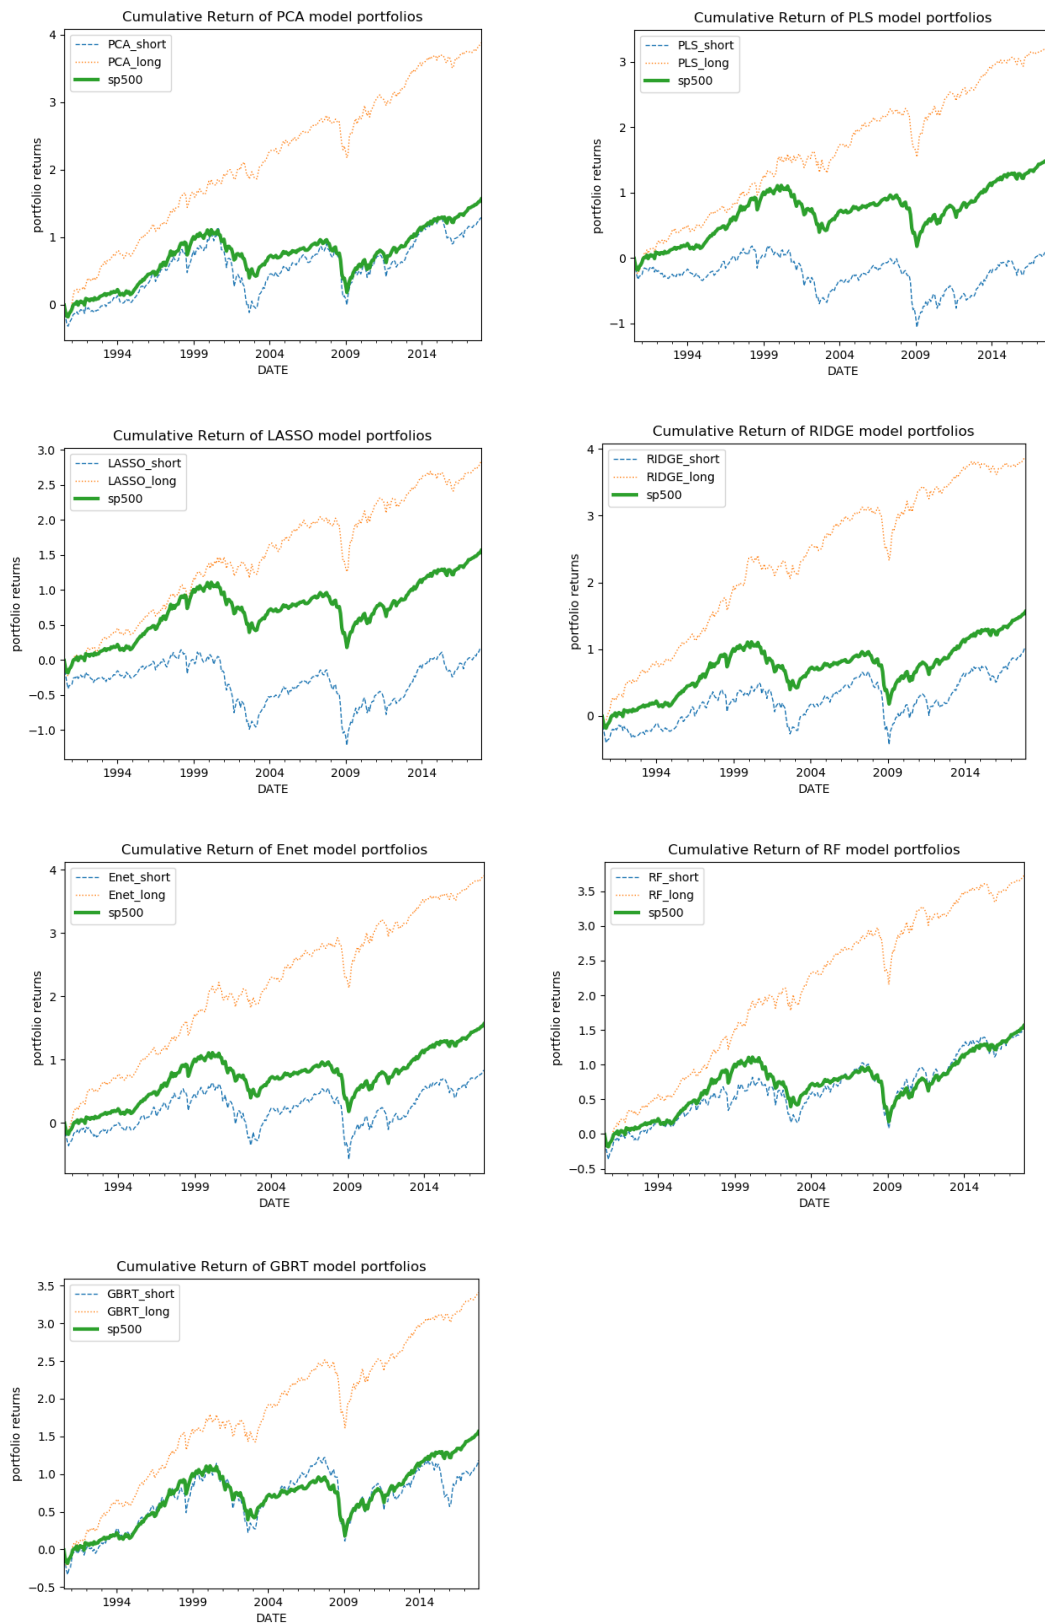 Cumulative Return of PCA model portfolios
PCA_short
PCA_long
sp500
portfolio returns
4
3
2
1
0
1994
1999
2004
2009
2014
DATE
Cumulative Return of PLS model portfolios
PLS_short
PLS_long
sp500
portfolio returns
3
2
1
0
−1
1994
1999
2004
2009
2014
DATE
Cumulative Return of LASSO model portfolios
LASSO_short
LASSO_long
sp500
portfolio returns
3.0
2.5
2.0
1.5
1.0
0.5
0.0
−0.5
−1.0
1994
1999
2004
2009
2014
DATE
Cumulative Return of RIDGE model portfolios
RIDGE_short
RIDGE_long
sp500
portfolio returns
4
3
2
1
0
1994
1999
2004
2009
2014
DATE
Cumulative Return of Enet model portfolios
Enet_short
Enet_long
sp500
portfolio returns
4
3
2
1
0
1994
1999
2004
2009
2014
DATE
Cumulative Return of RF model portfolios
RF_short
RF_long
sp500
portfolio returns
3.5
3.0
2.5
2.0
1.5
1.0
0.5
0.0
−0.5
1994
1999
2004
2009
2014
DATE
Cumulative Return of GBRT model portfolios
GBRT_short
GBRT_long
sp500
portfolio returns
3.5
3.0
2.5
2.0
1.5
1.0
0.5
0.0
−0.5
1994
1999
2004
2009
2014
DATE